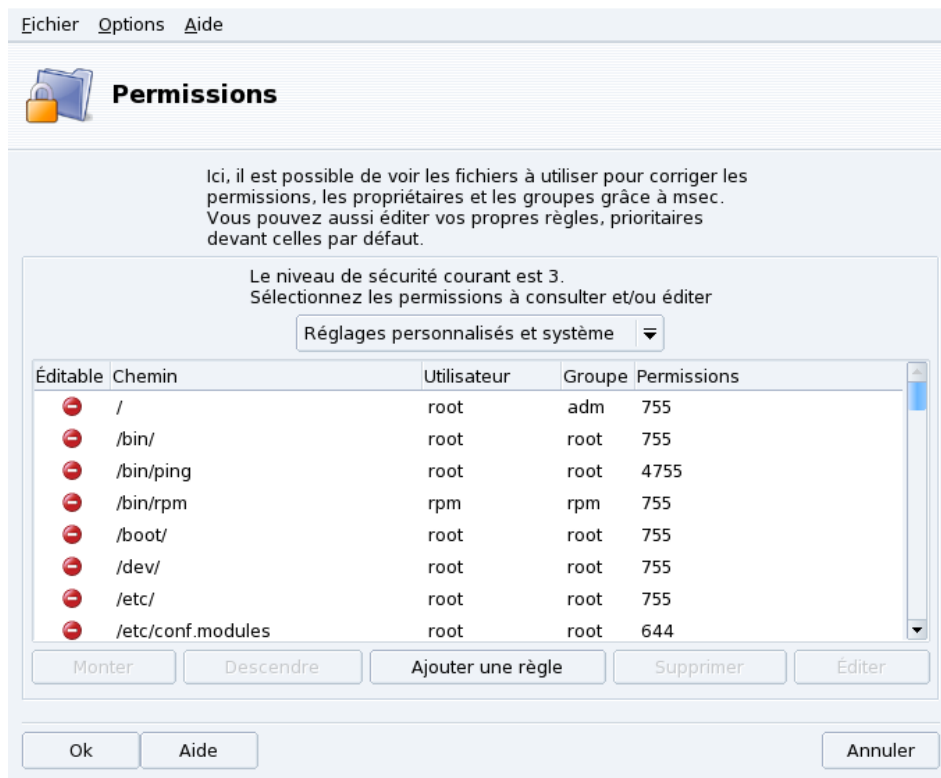 Fichier Options Aide
Permissions
Ici, il est possible de voir les fichiers à utiliser pour corriger les
permissions, les propriétaires et les groupes grâce à msec.
Vous pouvez aussi éditer vos propres règles, prioritaires
devant celles par défaut.
Le niveau de sécurité courant est 3.
Sélectionnez les permissions à consulter et/ou éditer
Réglages personnalisés et système
Éditable Chemin Utilisateur Groupe Permissions
/ root adm 755
/bin/ root root 755
/bin/ping root root 4755
/bin/rpm rpm rpm 755
/boot/ root root 755
/dev/ root root 755
/etc/ root root 755
/etc/conf.modules root root 644
Monter Descendre Ajouter une règle Supprimer Éditer
Ok Aide Annuler